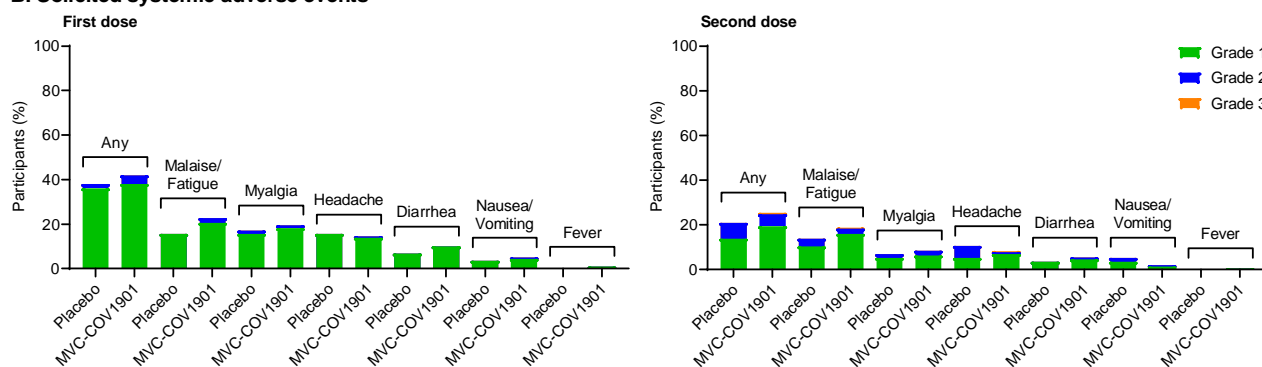 B. Solicited systemic adverse events
First dose
100
80
60
40
20
0
Participants (%)
Any
Malaise/
Fatigue
Myalgia
Headache
Diarrhea
Nausea/
Vomiting
Fever
Placebo
MVC-COV1901
Placebo
MVC-COV1901
Placebo
MVC-COV1901
Placebo
MVC-COV1901
Placebo
MVC-COV1901
Placebo
MVC-COV1901
Placebo
MVC-COV1901
Second dose
100
80
60
40
20
0
Participants (%)
Any
Malaise/
Fatigue
Myalgia
Headache
Diarrhea
Nausea/
Vomiting
Fever
Placebo
MVC-COV1901
Placebo
MVC-COV1901
Placebo
MVC-COV1901
Placebo
MVC-COV1901
Placebo
MVC-COV1901
Placebo
MVC-COV1901
Placebo
MVC-COV1901
Grade 1
Grade 2
Grade 3